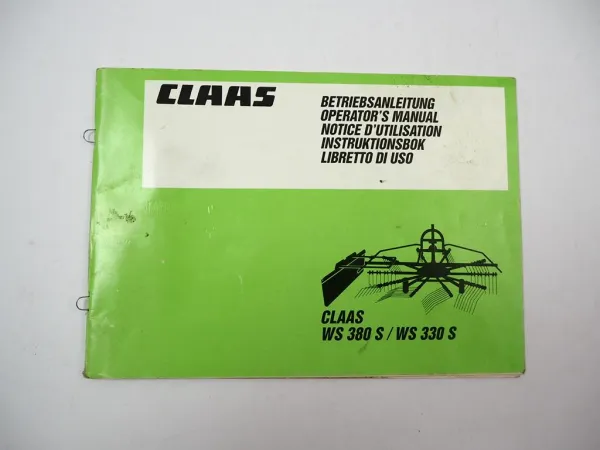 CLAAS
BETRIEBSANLEITUNG
OPERATOR'S MANUAL
NOTICE D'UTILISATION
INSTRUKTIONSBOK
LIBRETTO DI USO
CLAAS
WS 380 S / WS 330 S